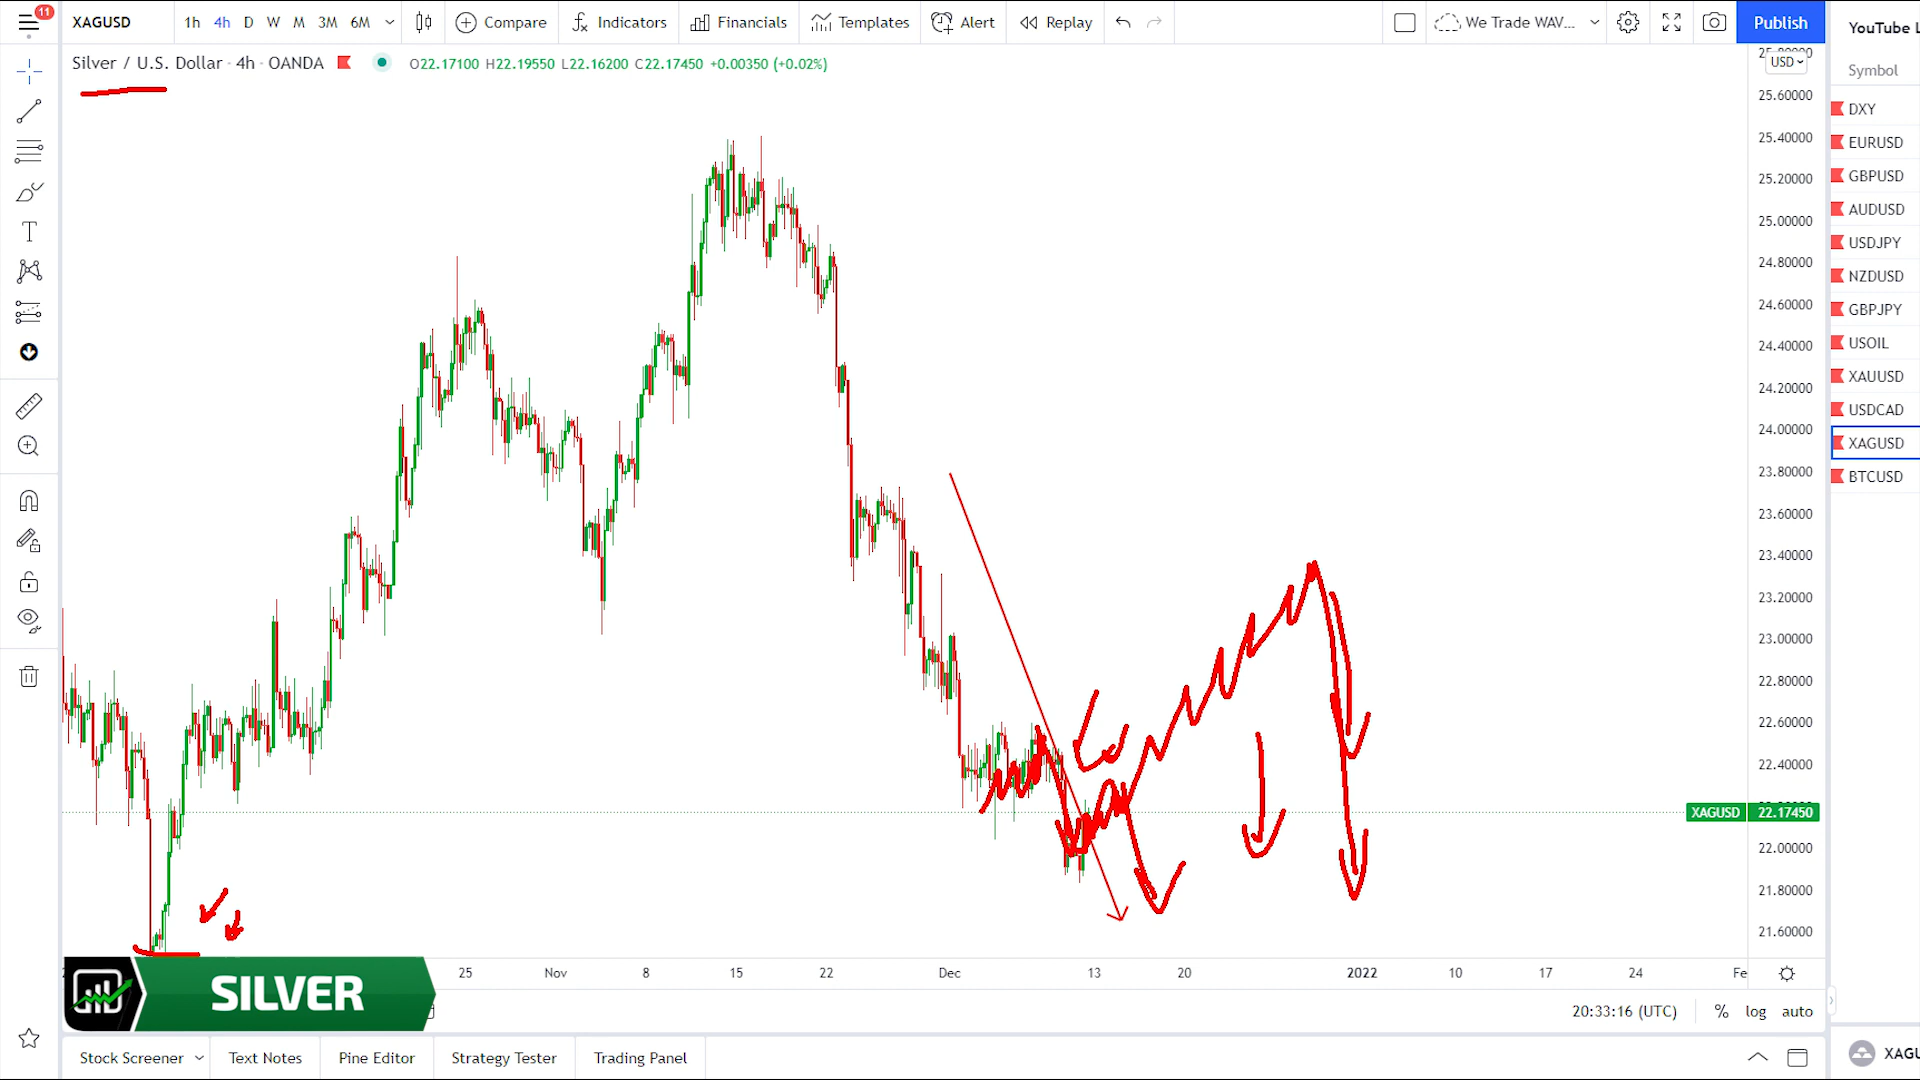 11
XAGUSD
1h 4h D W M 3M 6M Compare Indicators Financials Templates Alert Replay We Trade WAV... Publish
Silver / U.S. Dollar · 4h · OANDA O22.17100 H22.19550 L22.16200 C22.17450 +0.00350 (+0.02%)
USD
25.60000
25.40000
25.20000
25.00000
24.80000
24.60000
24.40000
24.20000
24.00000
23.80000
23.60000
23.40000
23.20000
23.00000
22.80000
22.60000
22.40000
XAGUSD 22.17450
22.00000
21.80000
21.60000
25 Nov 8 15 22 Dec 13 20 2022 10 17 24 Fe
SILVER
20:33:16 (UTC) % log auto
Stock Screener Text Notes Pine Editor Strategy Tester Trading Panel
YouTube L
Symbol
DXY
EURUSD
GBPUSD
AUDUSD
USDJPY
NZDUSD
GBPJPY
USOIL
XAUUSD
USDCAD
XAGUSD
BTCUSD
XAGU